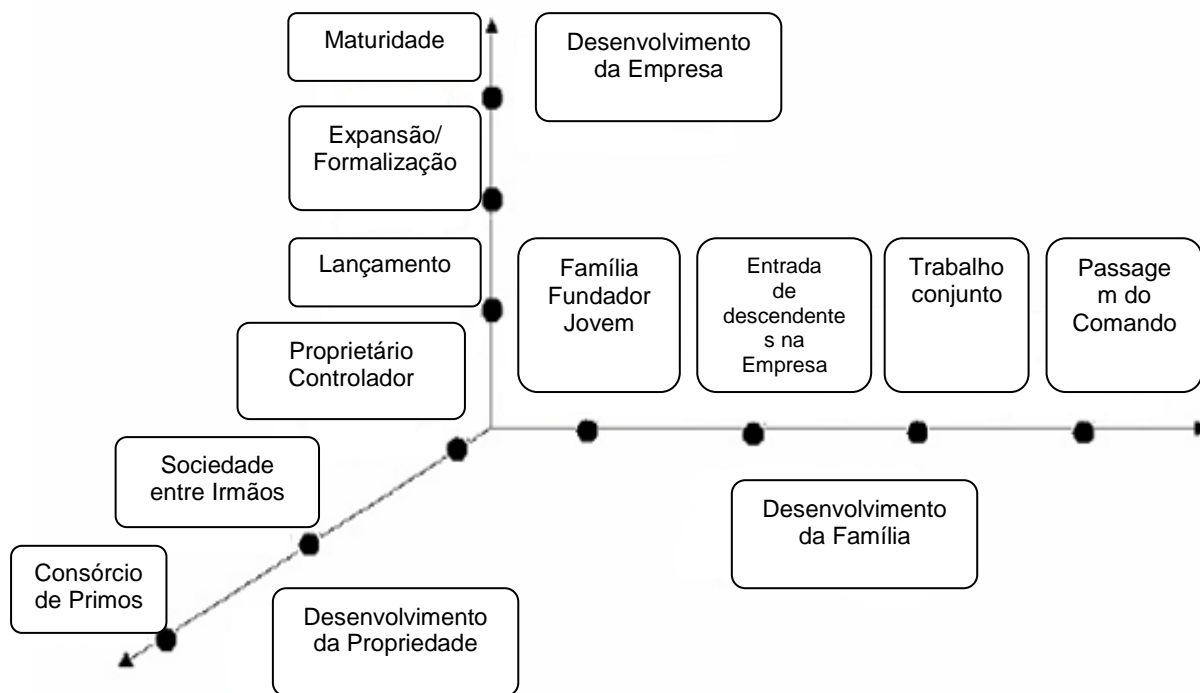 Maturidade
Desenvolvimento
da Empresa
Expansão/
Formalização
Lançamento
Família
Fundador
Jovem
Entrada
de
descendente
s na
Empresa
Trabalho
conjunto
Passage
m do
Comando
Proprietário
Controlador
Sociedade
entre Irmãos
Desenvolvimento
da Família
Consórcio
de Primos
Desenvolvimento
da Propriedade